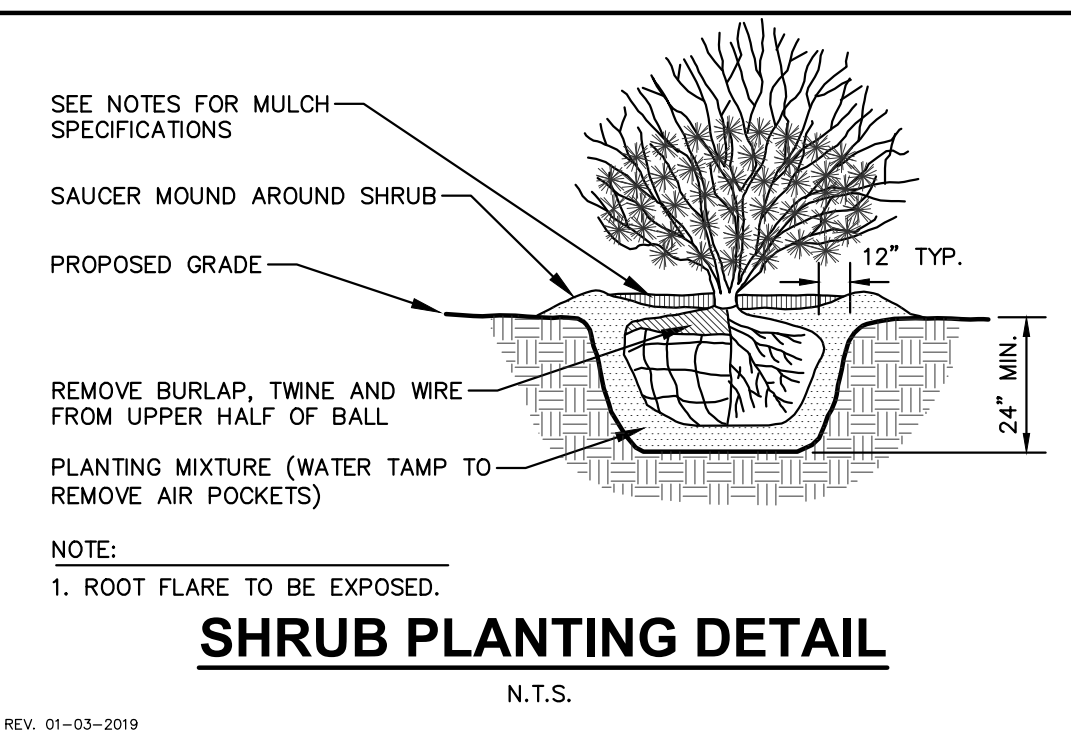 SEE NOTES FOR MULCH
SPECIFICATIONS
SAUCER MOUND AROUND SHRUB
PROPOSED GRADE
12" TYP.
24" MIN.
REMOVE BURLAP, TWINE AND WIRE
FROM UPPER HALF OF BALL
PLANTING MIXTURE (WATER TAMP TO
REMOVE AIR POCKETS)
NOTE:
1. ROOT FLARE TO BE EXPOSED.
SHRUB PLANTING DETAIL
N.T.S.
REV. 01-03-2019